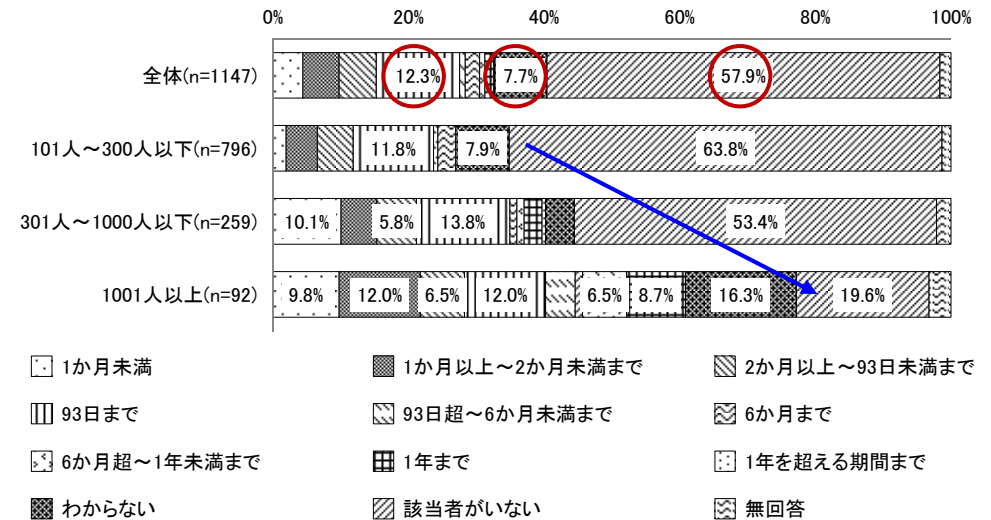 0% 20% 40% 60% 80% 100%
全体(n=1147) 12.3% 7.7% 57.9%
101人～300人以下(n=796) 11.8% 7.9% 63.8%
301人～1000人以下(n=259) 10.1% 5.8% 13.8% 53.4%
1001人以上(n=92) 9.8% 12.0% 6.5% 12.0% 6.5% 8.7% 16.3% 19.6%
1か月未満 1か月以上～2か月未満まで 2か月以上～93日未満まで
93日まで 93日超～6か月未満まで 6か月まで
6か月超～1年未満まで 1年まで 1年を超える期間まで
わからない 該当者がいない 無回答